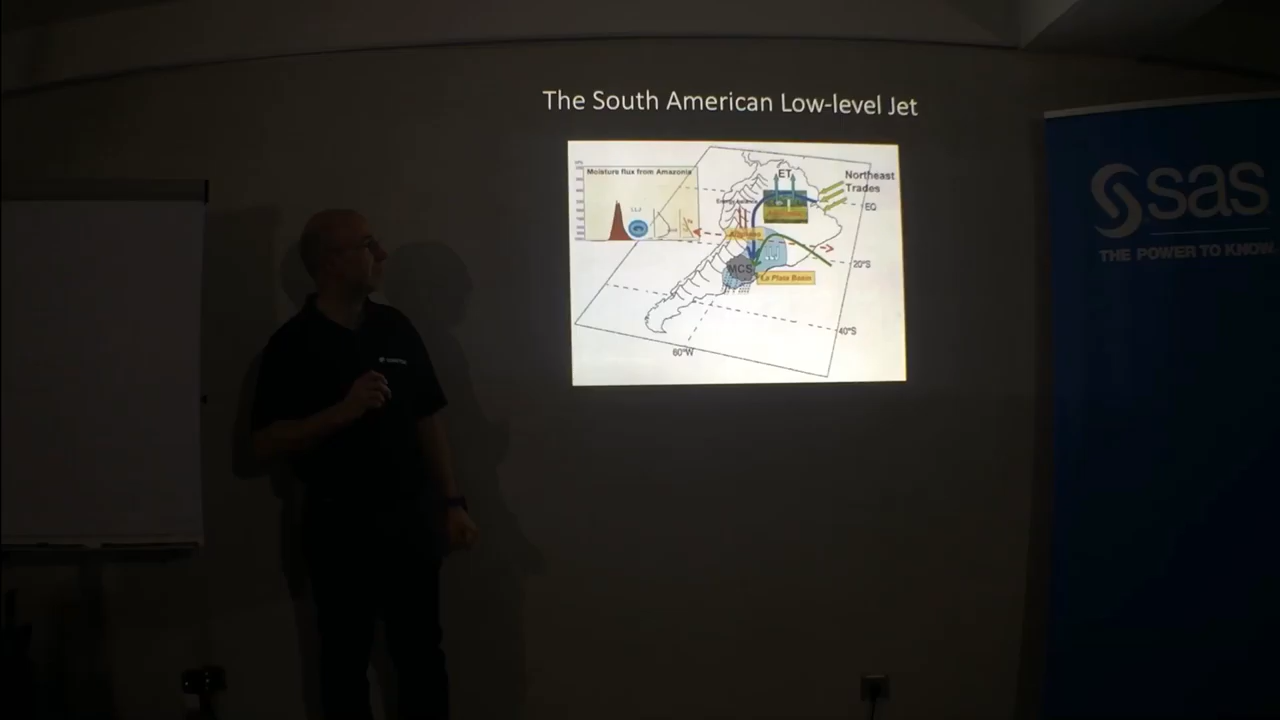 The South American Low-level Jet
Moisture flux from Amazonia
ET
Northeast
Trades
EQ
20°S
MCS
La Plata Basin
40°S
60°W
sas
THE POWER TO KNOW